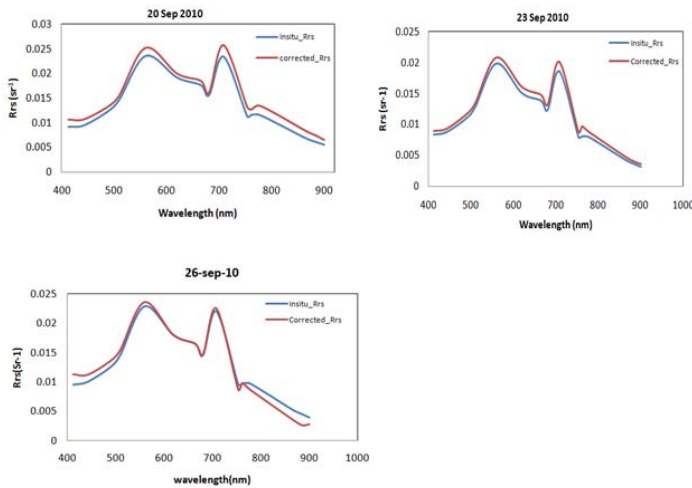 20 Sep 2010
0.03
0.025
0.02
0.015
0.01
0.005
0
Rrs (sr⁻¹)
400 500 600 700 800 900
Wavelength (nm)
Insitu_Rrs
corrected_Rrs
23 Sep 2010
0.025
0.02
0.015
0.01
0.005
0
Rrs (sr-1)
400 500 600 700 800 900 1000
Wavelength (nm)
Insitu_Rrs
Corrected_Rrs
26-sep-10
0.025
0.02
0.015
0.01
0.005
0
Rrs(Sr-1)
400 500 600 700 800 900 1000
wavelength(nm)
insitu_Rrs
Corrected_Rrs